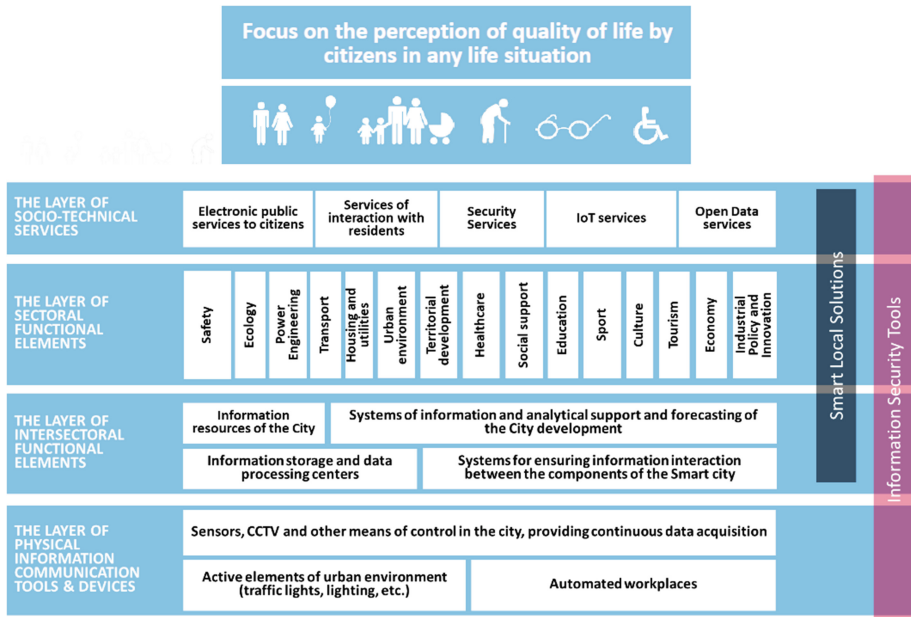 Focus on the perception of quality of life by
citizens in any life situation
THE LAYER OF
SOCIO-TECHNICAL
SERVICES
Electronic public
services to citizens
Services of
interaction with
residents
Security
Services
IoT services
Open Data
services
THE LAYER OF
SECTORAL
FUNCTIONAL
ELEMENTS
Safety
Ecology
Power
Engineering
Transport
Housing and
utilities
Urban
environment
Territorial
development
Healthcare
Social support
Education
Sport
Culture
Tourism
Economy
Industrial
Policy and
Innovation
THE LAYER OF
INTERSECTORAL
FUNCTIONAL
ELEMENTS
Information
resources of the City
Systems of information and analytical support and forecasting of
the City development
Information storage and data
processing centers
Systems for ensuring information interaction
between the components of the Smart city
THE LAYER OF
PHYSICAL
INFORMATION
COMMUNICATION
TOOLS & DEVICES
Sensors, CCTV and other means of control in the city, providing continuous data acquisition
Active elements of urban environment
(traffic lights, lighting, etc.)
Automated workplaces
Smart Local Solutions
Information Security Tools